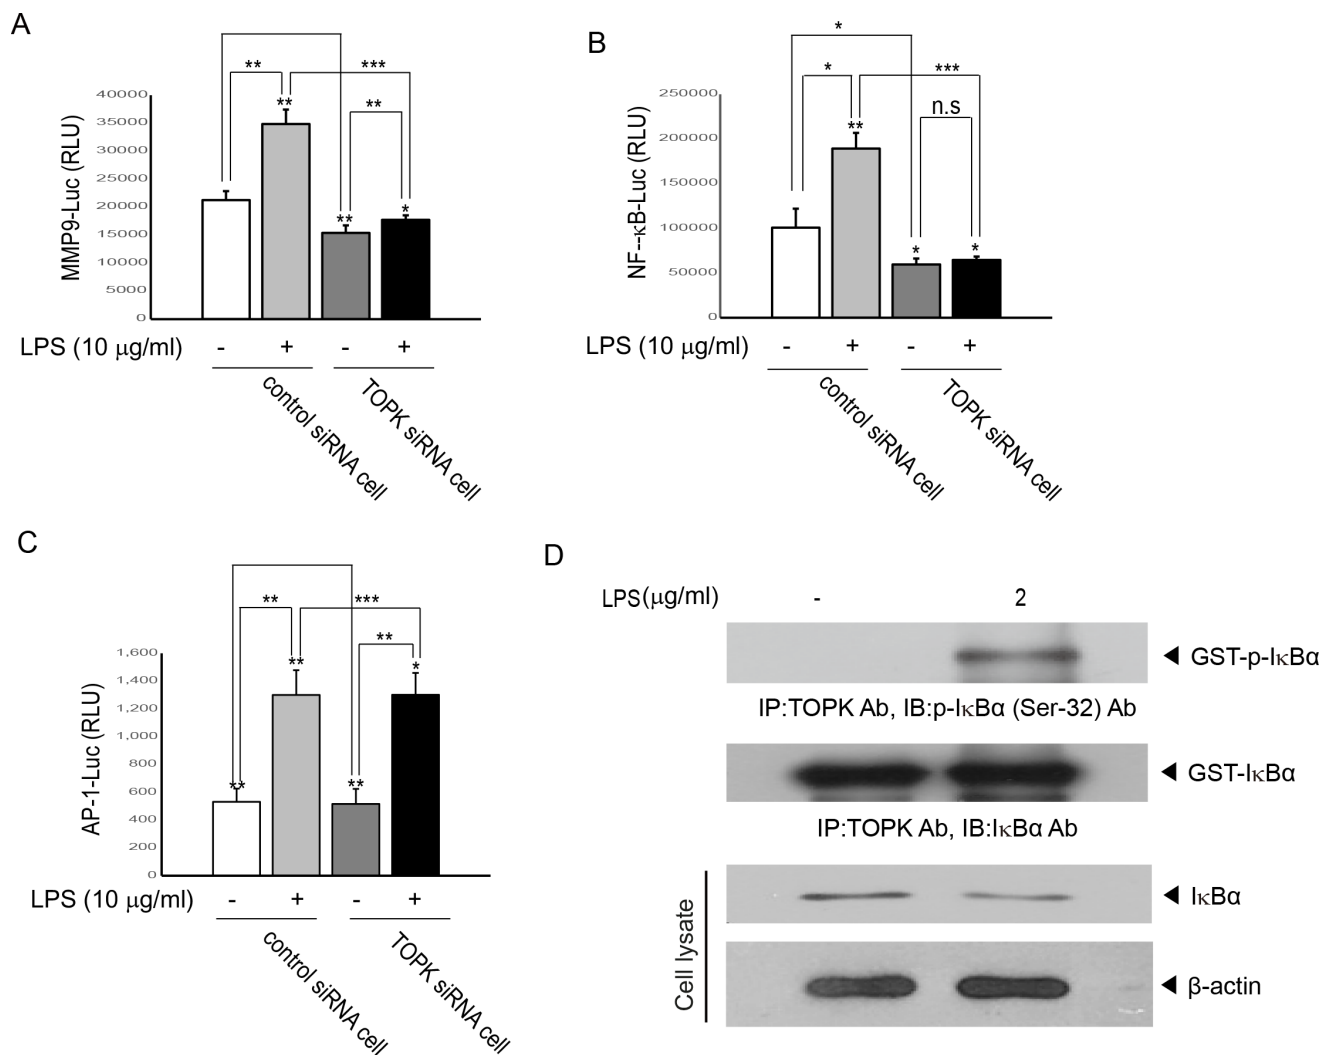 A
**
***
**
**
**
*
MMP9-Luc (RLU)
40000
35000
30000
25000
20000
15000
10000
5000
0
LPS (10 μg/ml)
- + - +
control siRNA cell
TOPK siRNA cell
B
*
*
***
n.s
**
*
*
NF--κB-Luc (RLU)
250000
200000
150000
100000
50000
0
LPS (10 μg/ml)
- + - +
control siRNA cell
TOPK siRNA cell
C
**
***
**
**
*
**
**
AP-1-Luc (RLU)
1,600
1,400
1,200
1,000
800
600
400
200
0
LPS (10 μg/ml)
- + - +
control siRNA cell
TOPK siRNA cell
D
LPS(μg/ml) - 2
GST-p-IκBα
IP:TOPK Ab, IB:p-IκBα (Ser-32) Ab
GST-IκBα
IP:TOPK Ab, IB:IκBα Ab
Cell lysate
IκBα
β-actin